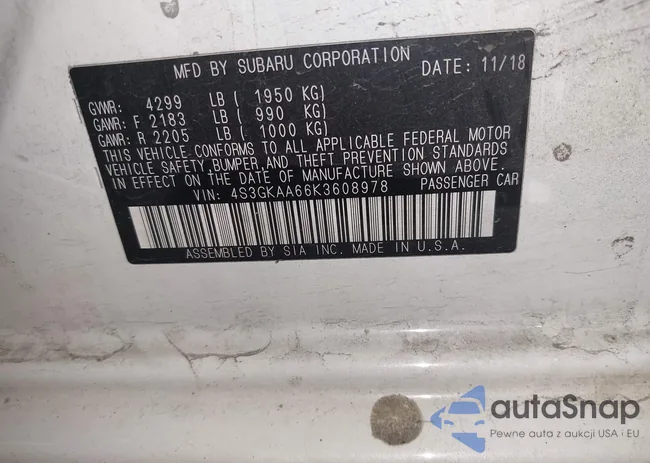 MFD BY SUBARU CORPORATION DATE: 11/18
GVWR: 4299 LB ( 1950 KG)
GAWR: F 2183 LB ( 990 KG)
GAWR: R 2205 LB ( 1000 KG)
THIS VEHICLE CONFORMS TO ALL APPLICABLE FEDERAL MOTOR
VEHICLE SAFETY, BUMPER,AND THEFT PREVENTION STANDARDS
IN EFFECT ON THE DATE OF MANUFACTURE SHOWN ABOVE.
VIN: 4S3GKAA66K3608978 PASSENGER CAR
ASSEMBLED BY SIA INC. MADE IN U.S.A.
autaSnap
Pewne auta z aukcji USA i EU